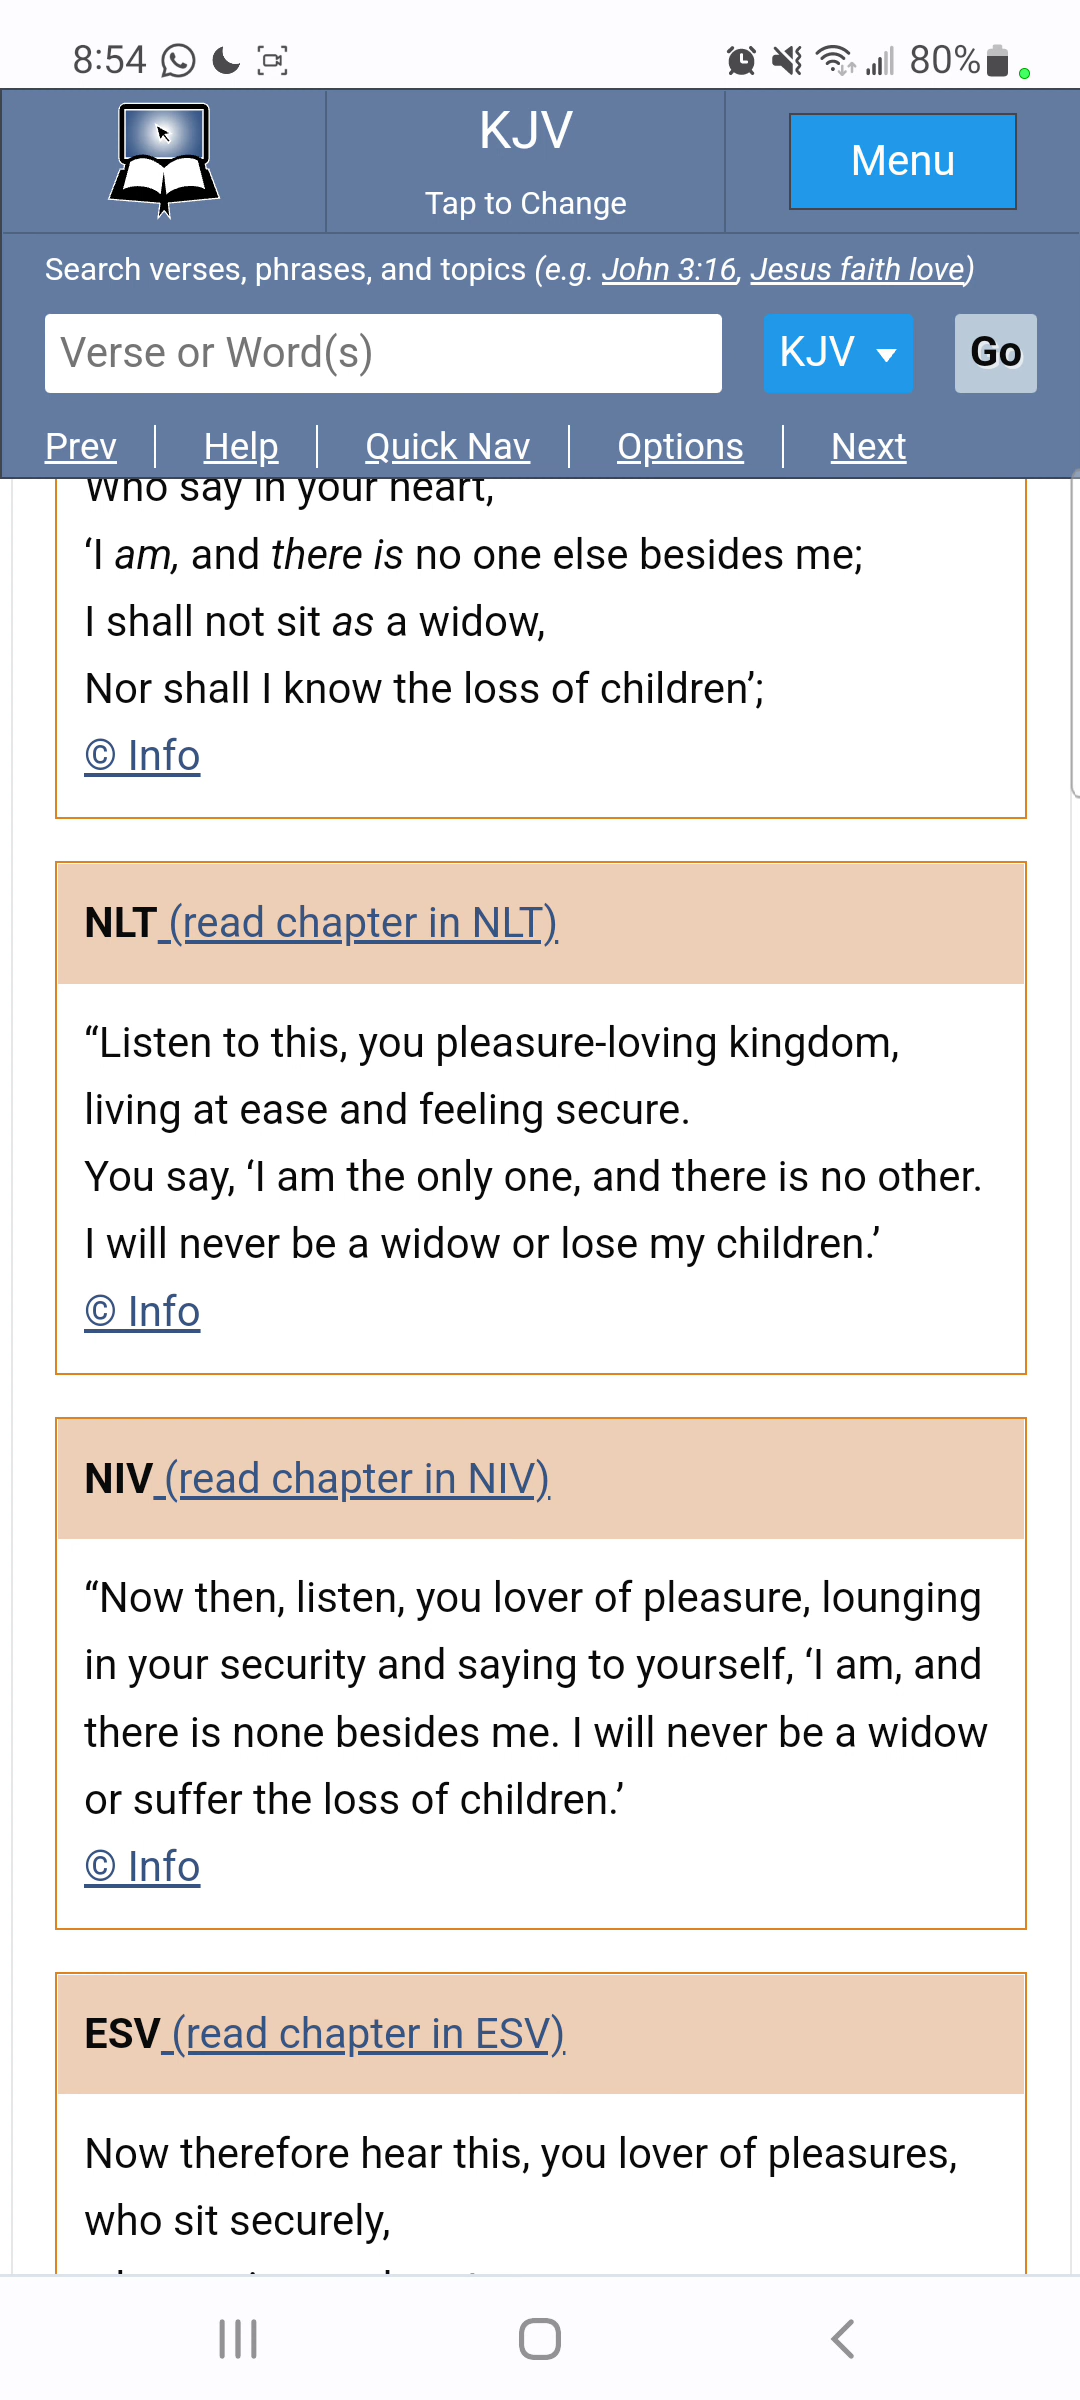 8:54 80%
KJV
Tap to Change
Menu
Search verses, phrases, and topics (e.g. John 3:16, Jesus faith love)
Verse or Word(s) KJV Go
Prev Help Quick Nav Options Next
Who say in your heart,
‘I am, and there is no one else besides me;
I shall not sit as a widow,
Nor shall I know the loss of children’;
© Info
NLT (read chapter in NLT)
“Listen to this, you pleasure-loving kingdom,
living at ease and feeling secure.
You say, ‘I am the only one, and there is no other.
I will never be a widow or lose my children.’
© Info
NIV (read chapter in NIV)
“Now then, listen, you lover of pleasure, lounging
in your security and saying to yourself, ‘I am, and
there is none besides me. I will never be a widow
or suffer the loss of children.’
© Info
ESV (read chapter in ESV)
Now therefore hear this, you lover of pleasures,
who sit securely,